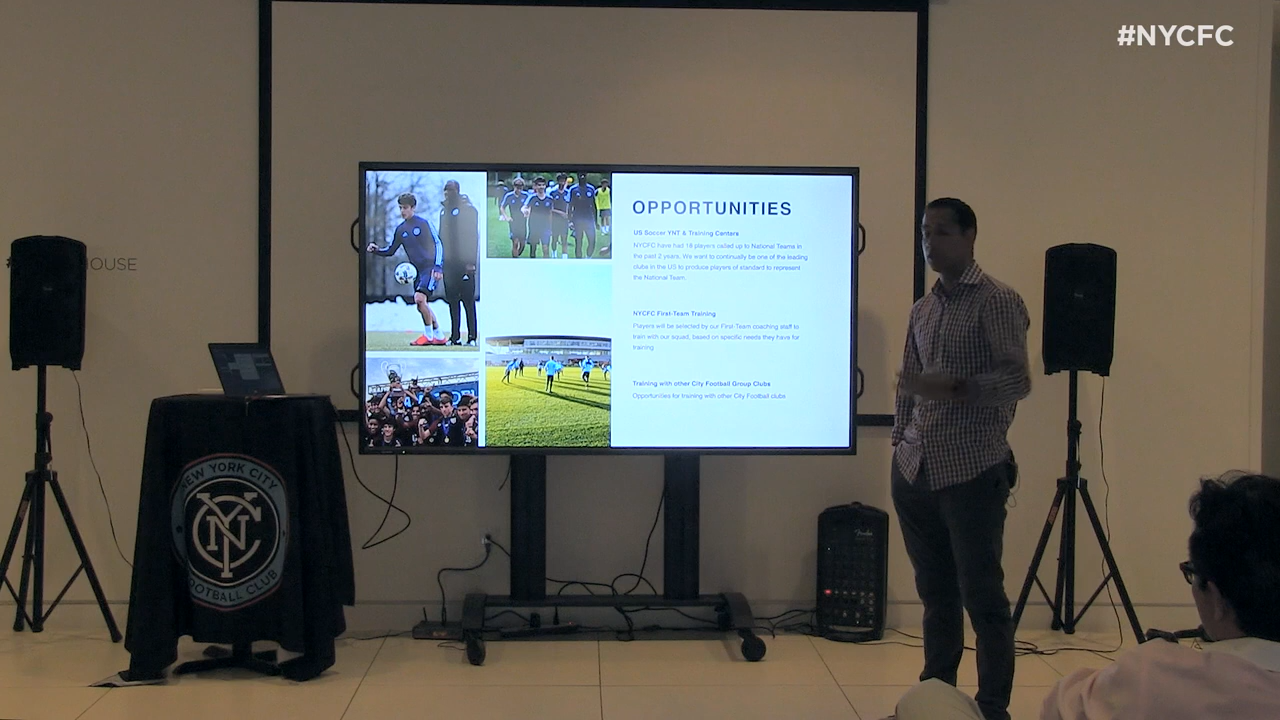 #NYCFC
OPPORTUNITIES
US Soccer YNT & Training Centers
NYCFC have had 18 players called up to National Teams in
the past 2 years. We want to continually be one of the leading
clubs in the US to produce players of standard to represent
the National Team
NYCFC First-Team Training
Players will be selected by our First-Team coaching staff to
train with our squad, based on specific needs they have for
training
Training with other City Football Group Clubs
Opportunities for training with other City Football clubs
HOUSE
NEW YORK CITY
NYC
FOOTBALL CLUB
Fender